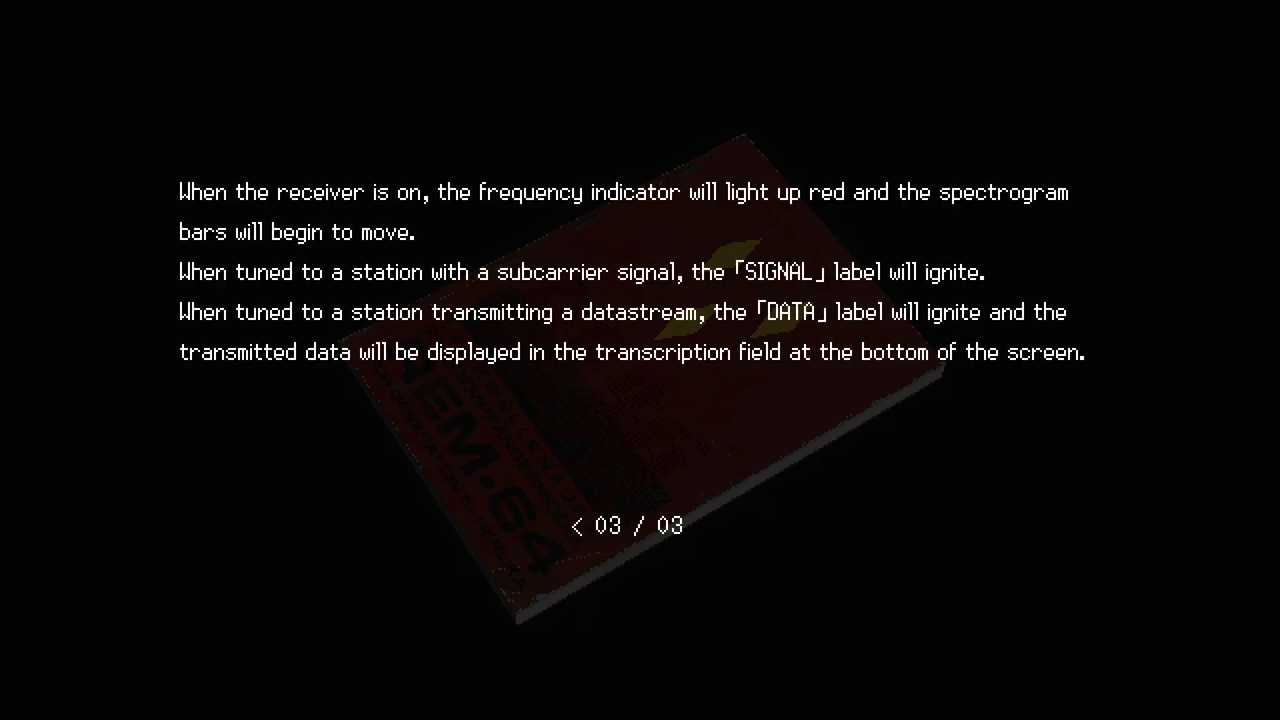 When the receiver is on, the frequency indicator will light up red and the spectrogram
bars will begin to move.
When tuned to a station with a subcarrier signal, the「SIGNAL」label will ignite.
When tuned to a station transmitting a datastream, the「DATA」label will ignite and the
transmitted data will be displayed in the transcription field at the bottom of the screen.
< 03 / 03